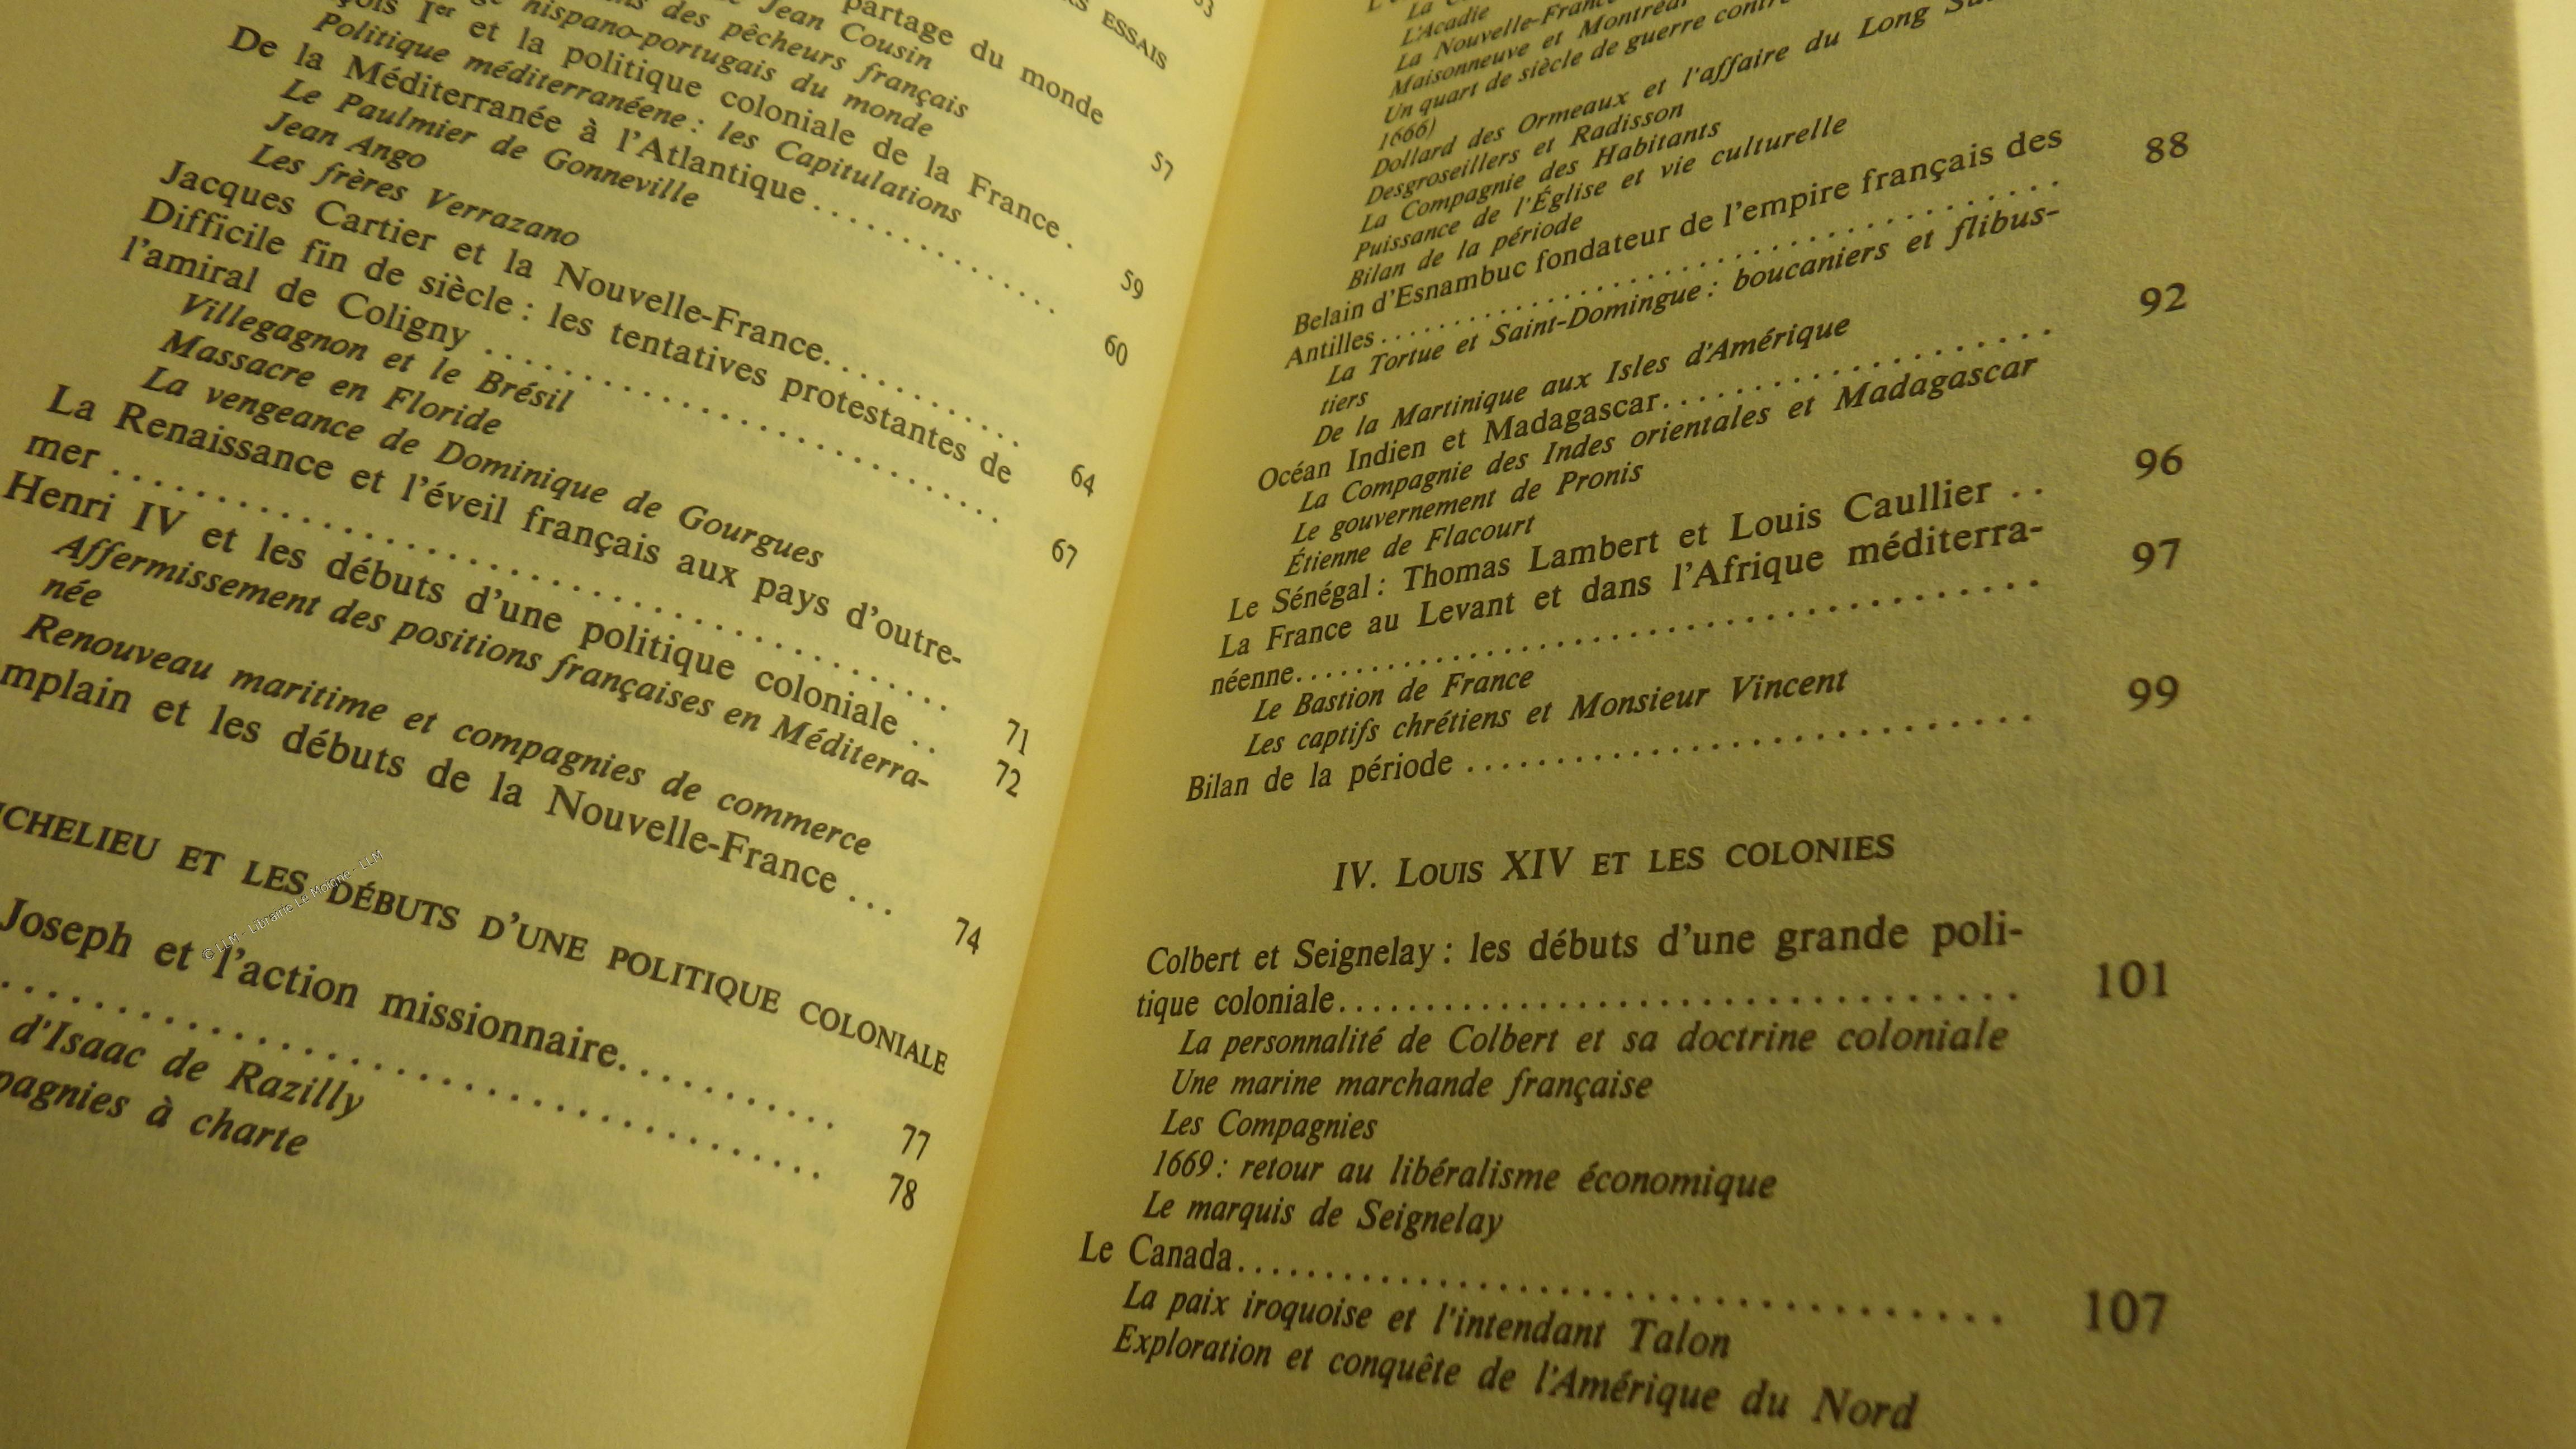 53
ESSAIS
partage du monde
57
Jean Cousin
des pêcheurs français
hispano-portugais du monde
Ier et la politique coloniale de la France .
59
Politique méditerranéene : les Capitulations
De la Méditerranée à l'Atlantique . . . . . . . . . . . . . . .
60
Le Paulmier de Gonneville
Jean Ango
Les frères Verrazano
Jacques Cartier et la Nouvelle-France. . . . . . . . . . .
64
Difficile fin de siècle : les tentatives protestantes de
l'amiral de Coligny . . . . . . . . . . . . . . . . . . . . . . . . . . .
67
Villegagnon et le Brésil
Massacre en Floride
La vengeance de Dominique de Gourgues
La Renaissance et l'éveil français aux pays d'outre-
mer . . . . . . . . . . . . . . . . . . . . . . . . . . . . . . . . . . . . . . .
71
Henri IV et les débuts d'une politique coloniale . .
72
Affermissement des positions françaises en Méditerra-
née
Renouveau maritime et compagnies de commerce
mplain et les débuts de la Nouvelle-France . . .
74
CHELIEU ET LES DÉBUTS D'UNE POLITIQUE COLONIALE
Joseph et l'action missionnaire. . . . . . . . . . .
77
. . . . . . . . . . . . . . . . . . . . . . . . . . . . . . . . . . . . .
78
d'Isaac de Razilly
pagnies à charte
© LLM - Librairie Le Moigne - LLM
L'Acadie
La Nouvelle-France
Maisonneuve et Montréal
Un quart de siècle de guerre contre
1666)
Dollard des Ormeaux et l'affaire du Long
Desgroseillers et Radisson
La Compagnie des Habitants
Puissance de l'Église et vie culturelle
Bilan de la période
Belain d'Esnambuc fondateur de l'empire français des
Antilles . . . . . . . . . . . . . . . . . . . . . . . . . . . . . . . . . . .
88
La Tortue et Saint-Domingue : boucaniers et flibus-
tiers
De la Martinique aux Isles d'Amérique
Océan Indien et Madagascar. . . . . . . . . . . . . . . . . . .
92
La Compagnie des Indes orientales et Madagascar
Le gouvernement de Pronis
Étienne de Flacourt
Le Sénégal : Thomas Lambert et Louis Caullier . .
96
La France au Levant et dans l'Afrique méditerra-
néenne. . . . . . . . . . . . . . . . . . . . . . . . . . . . . . . . . . .
97
Le Bastion de France
Les captifs chrétiens et Monsieur Vincent
Bilan de la période . . . . . . . . . . . . . . . . . . . . . . . . . .
99
IV. LOUIS XIV ET LES COLONIES
Colbert et Seignelay : les débuts d'une grande poli-
tique coloniale. . . . . . . . . . . . . . . . . . . . . . . . . . . . .
101
La personnalité de Colbert et sa doctrine coloniale
Une marine marchande française
Les Compagnies
1669 : retour au libéralisme économique
Le marquis de Seignelay
Le Canada. . . . . . . . . . . . . . . . . . . . . . . . . . . . . . . . .
107
La paix iroquoise et l'intendant Talon
Exploration et conquête de l'Amérique du Nord